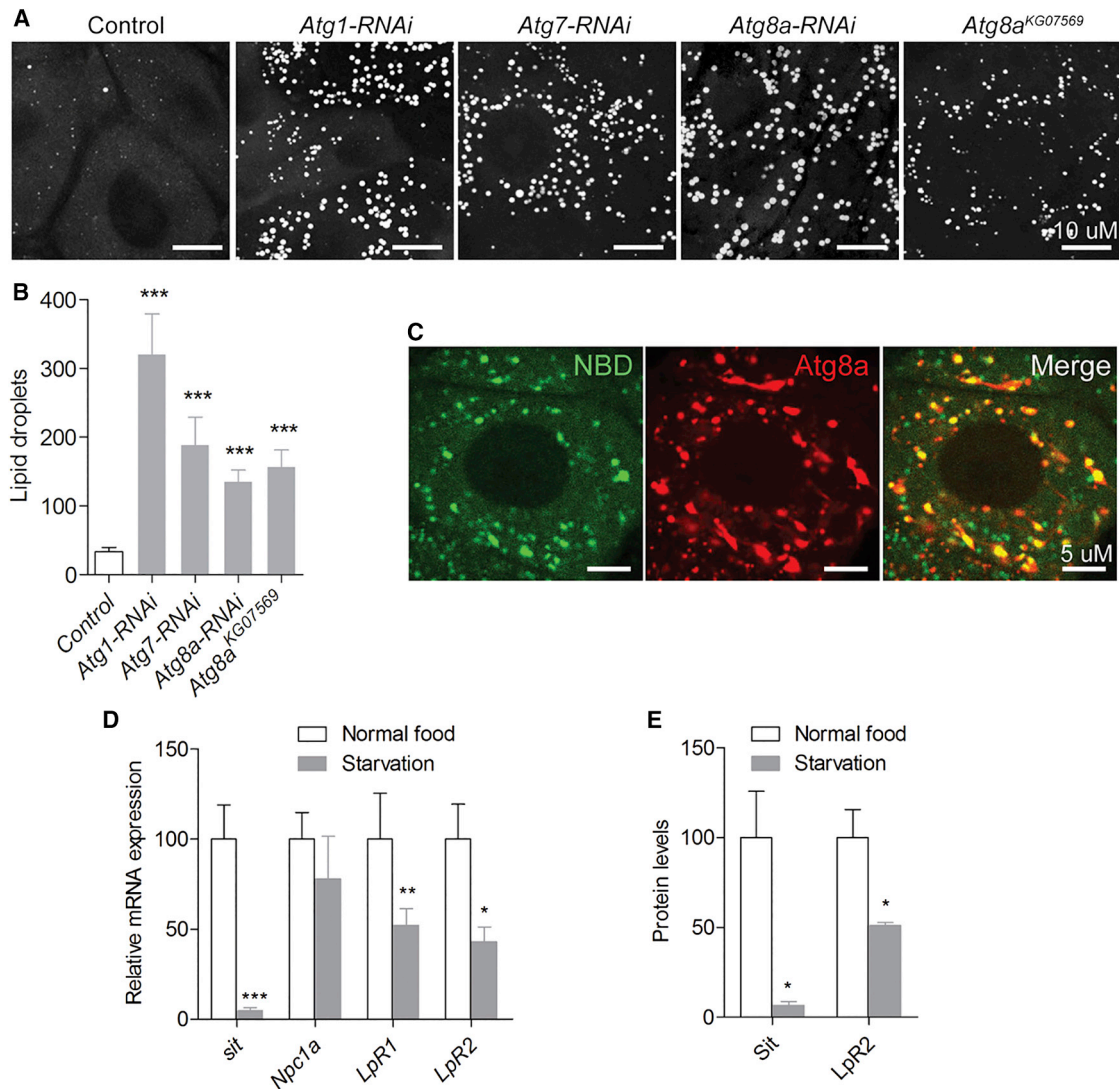 A
Control
Atg1-RNAi
Atg7-RNAi
Atg8a-RNAi
Atg8aKG07569
10 uM
B
Lipid droplets
400
300
200
100
0
***
***
***
***
Control
Atg1-RNAi
Atg7-RNAi
Atg8a-RNAi
Atg8aKG07569
C
NBD
Atg8a
Merge
5 uM
D
Normal food
Starvation
Relative mRNA expression
150
100
50
0
***
**
*
sit
Npc1a
LpR1
LpR2
E
Normal food
Starvation
Protein levels
150
100
50
0
*
*
Sit
LpR2